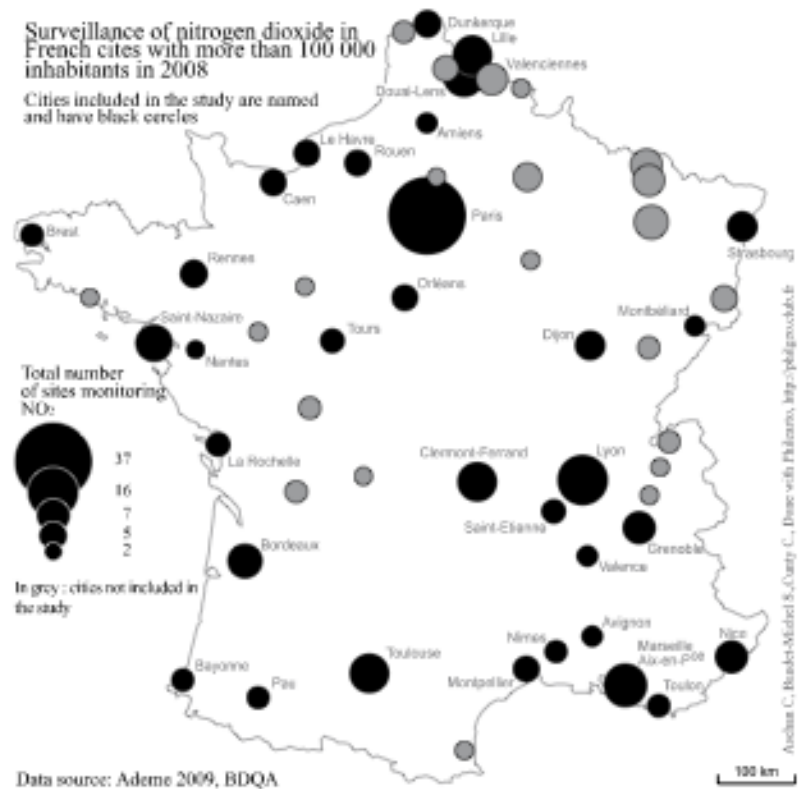 Surveillance of nitrogen dioxide in
French cites with more than 100 000
inhabitants in 2008
Cities included in the study are named
and have black cercles
Dunkerque
Lille
Valenciennes
Douai-Lens
Amiens
Le Havre
Rouen
Caen
Paris
Brest
Strasbourg
Rennes
Orléans
Saint-Nazaire
Tours
Montbéliard
Dijon
Nantes
Total number
of sites monitoring
NO₂
37
16
7
5
2
In grey : cities not included in
the study
La Rochelle
Clermont-Ferrand
Lyon
Saint-Etienne
Grenoble
Valence
Bordeaux
Avignon
Nîmes
Marseille
Aix-en-Pce
Nice
Toulouse
Montpellier
Toulon
Bayonne
Pau
Data source: Ademe 2009, BDQA
100 km